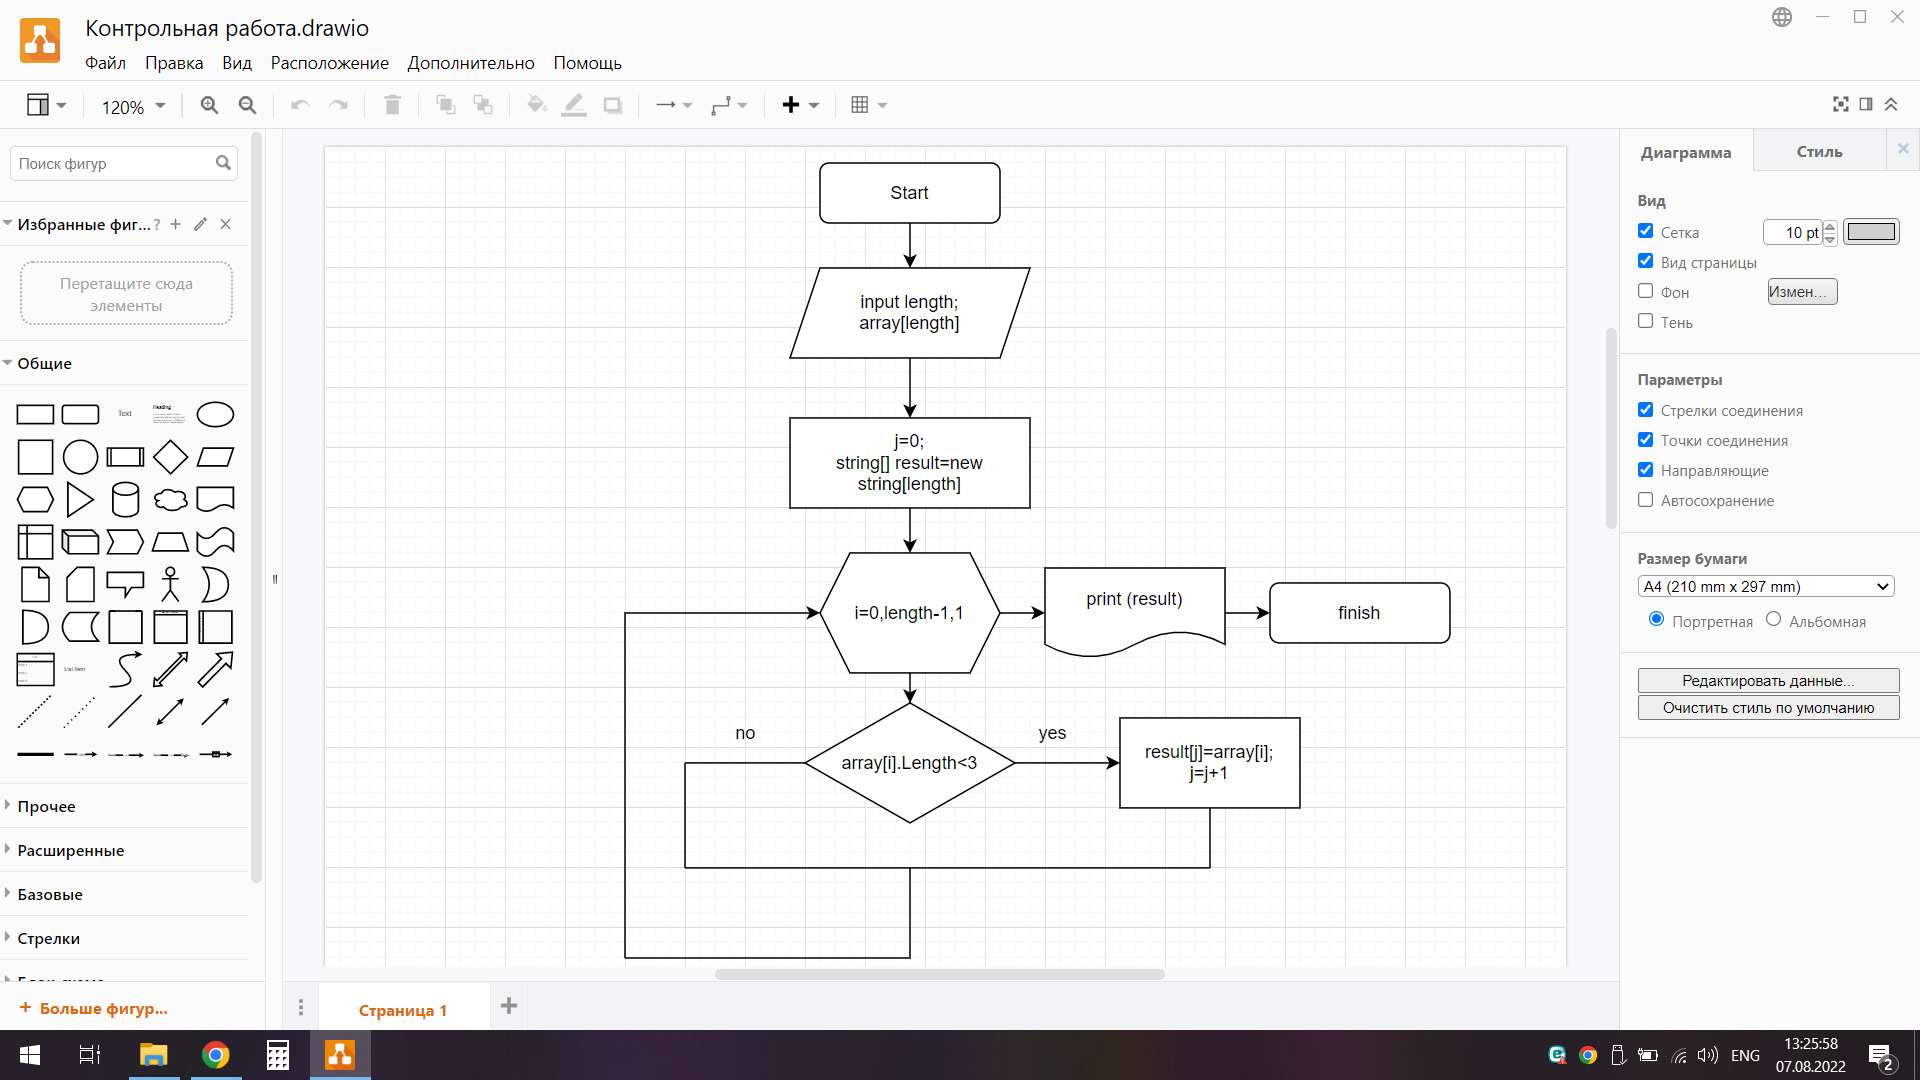 Контрольная работа.drawio
Файл Правка Вид Расположение Дополнительно Помощь
120%
Поиск фигур
Избранные фиг... ?
Перетащите сюда
элементы
Общие
Text
Heading
List Item
Прочее
Расширенные
Базовые
Стрелки
+ Больше фигур...
Start
input length;
array[length]
j=0;
string[] result=new
string[length]
i=0,length-1,1
print (result)
finish
no
array[i].Length<3
yes
result[j]=array[i];
j=j+1
Страница 1
Диаграмма
Стиль
Вид
Сетка
10 pt
Вид страницы
Фон
Измен...
Тень
Параметры
Стрелки соединения
Точки соединения
Направляющие
Автосохранение
Размер бумаги
A4 (210 mm x 297 mm)
Портретная
Альбомная
Редактировать данные...
Очистить стиль по умолчанию
ENG
13:25:58
07.08.2022
2